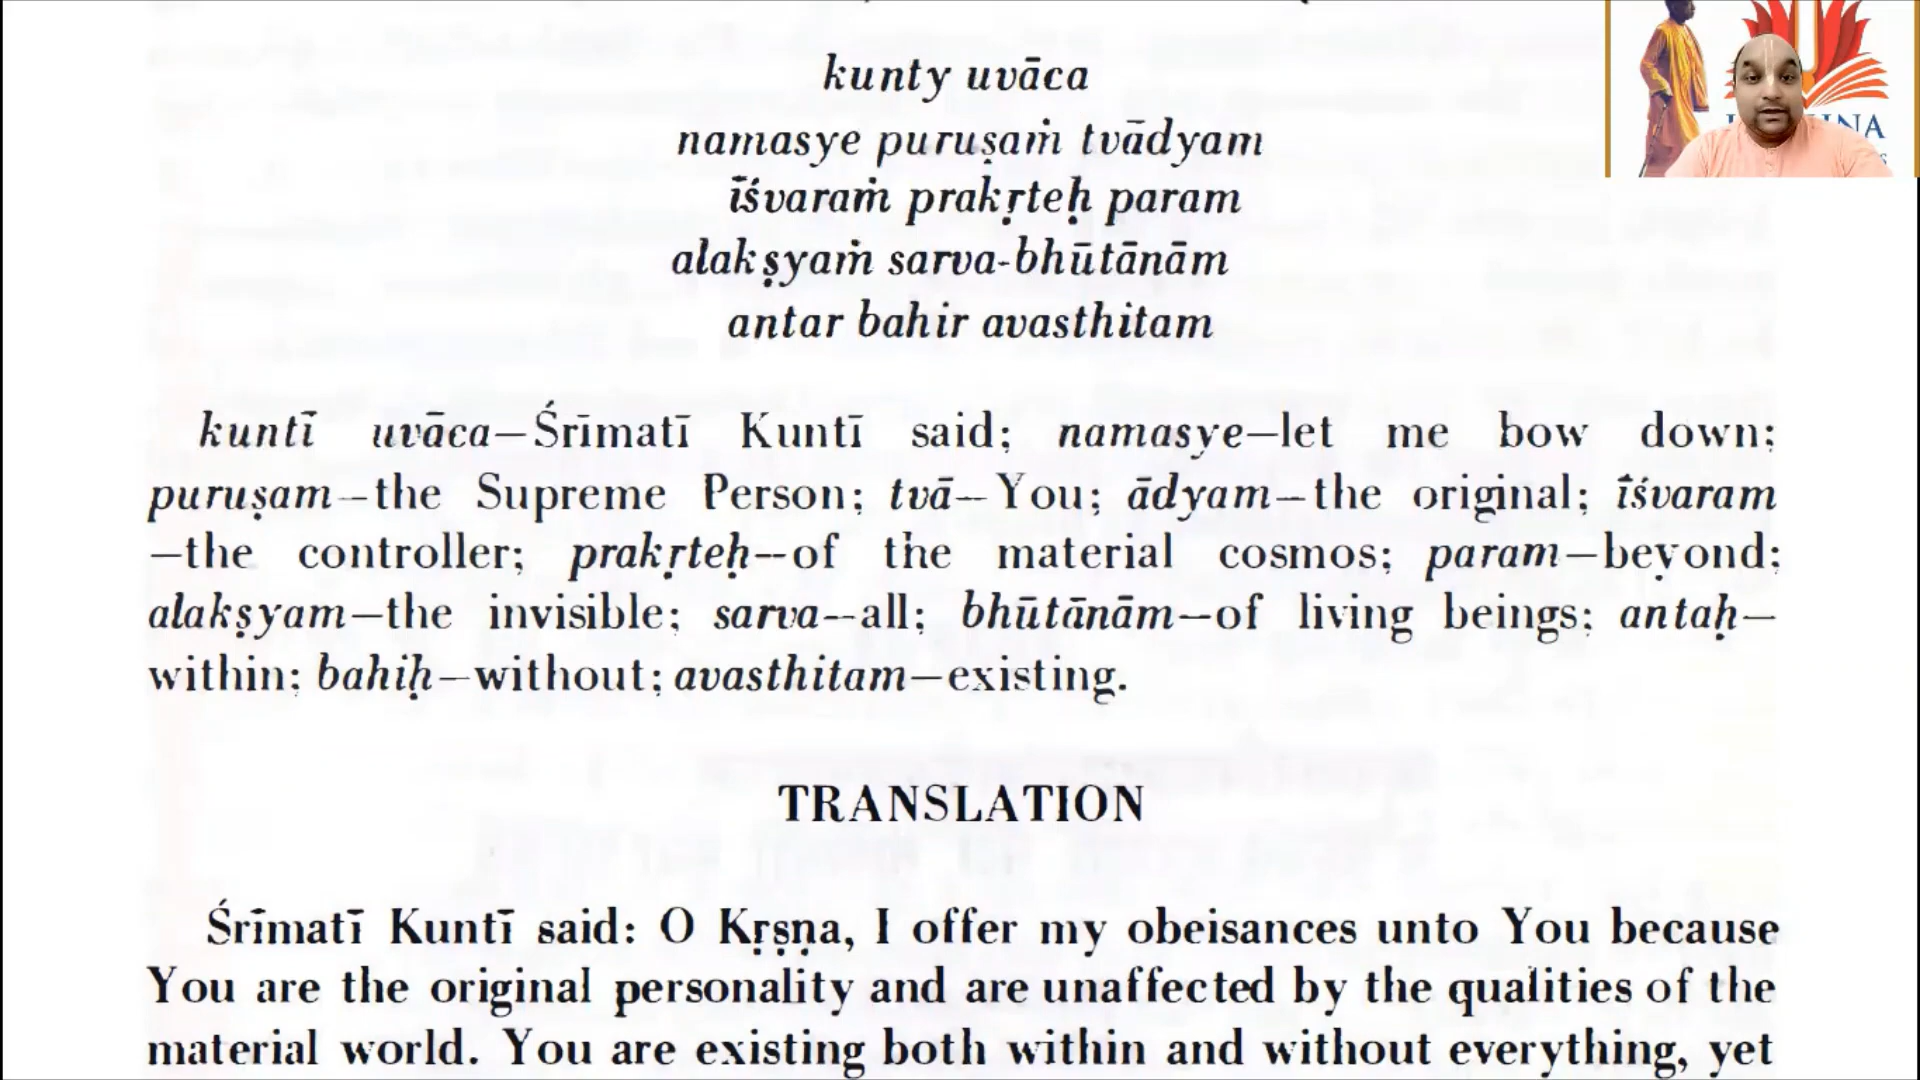 kunty uvāca
namasye puruṣaṁ tvādyam
īśvaraṁ prakṛteḥ param
alakṣyaṁ sarva-bhūtānām
antar bahir avasthitam
kuntī uvāca—Śrīmatī Kuntī said; namasye—let me bow down;
puruṣam—the Supreme Person; tvā—You; ādyam—the original; īśvaram
—the controller; prakṛteḥ—of the material cosmos; param—beyond;
alakṣyam—the invisible; sarva—all; bhūtānām—of living beings; antaḥ—
within; bahiḥ—without; avasthitam—existing.
TRANSLATION
Śrīmatī Kuntī said: O Kṛṣṇa, I offer my obeisances unto You because
You are the original personality and are unaffected by the qualities of the
material world. You are existing both within and without everything, yet